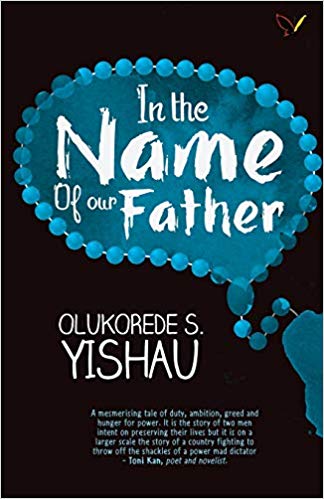 In the
Name
Of our Father
OLUKOREDE S.
YISHAU
A mesmerising tale of duty, ambition, greed and
hunger for power. It is the story of two men
intent on preserving their lives but it is on a
larger scale the story of a country fighting to
throw off the shackles of a power mad dictator
- Toni Kan, poet and novelist.